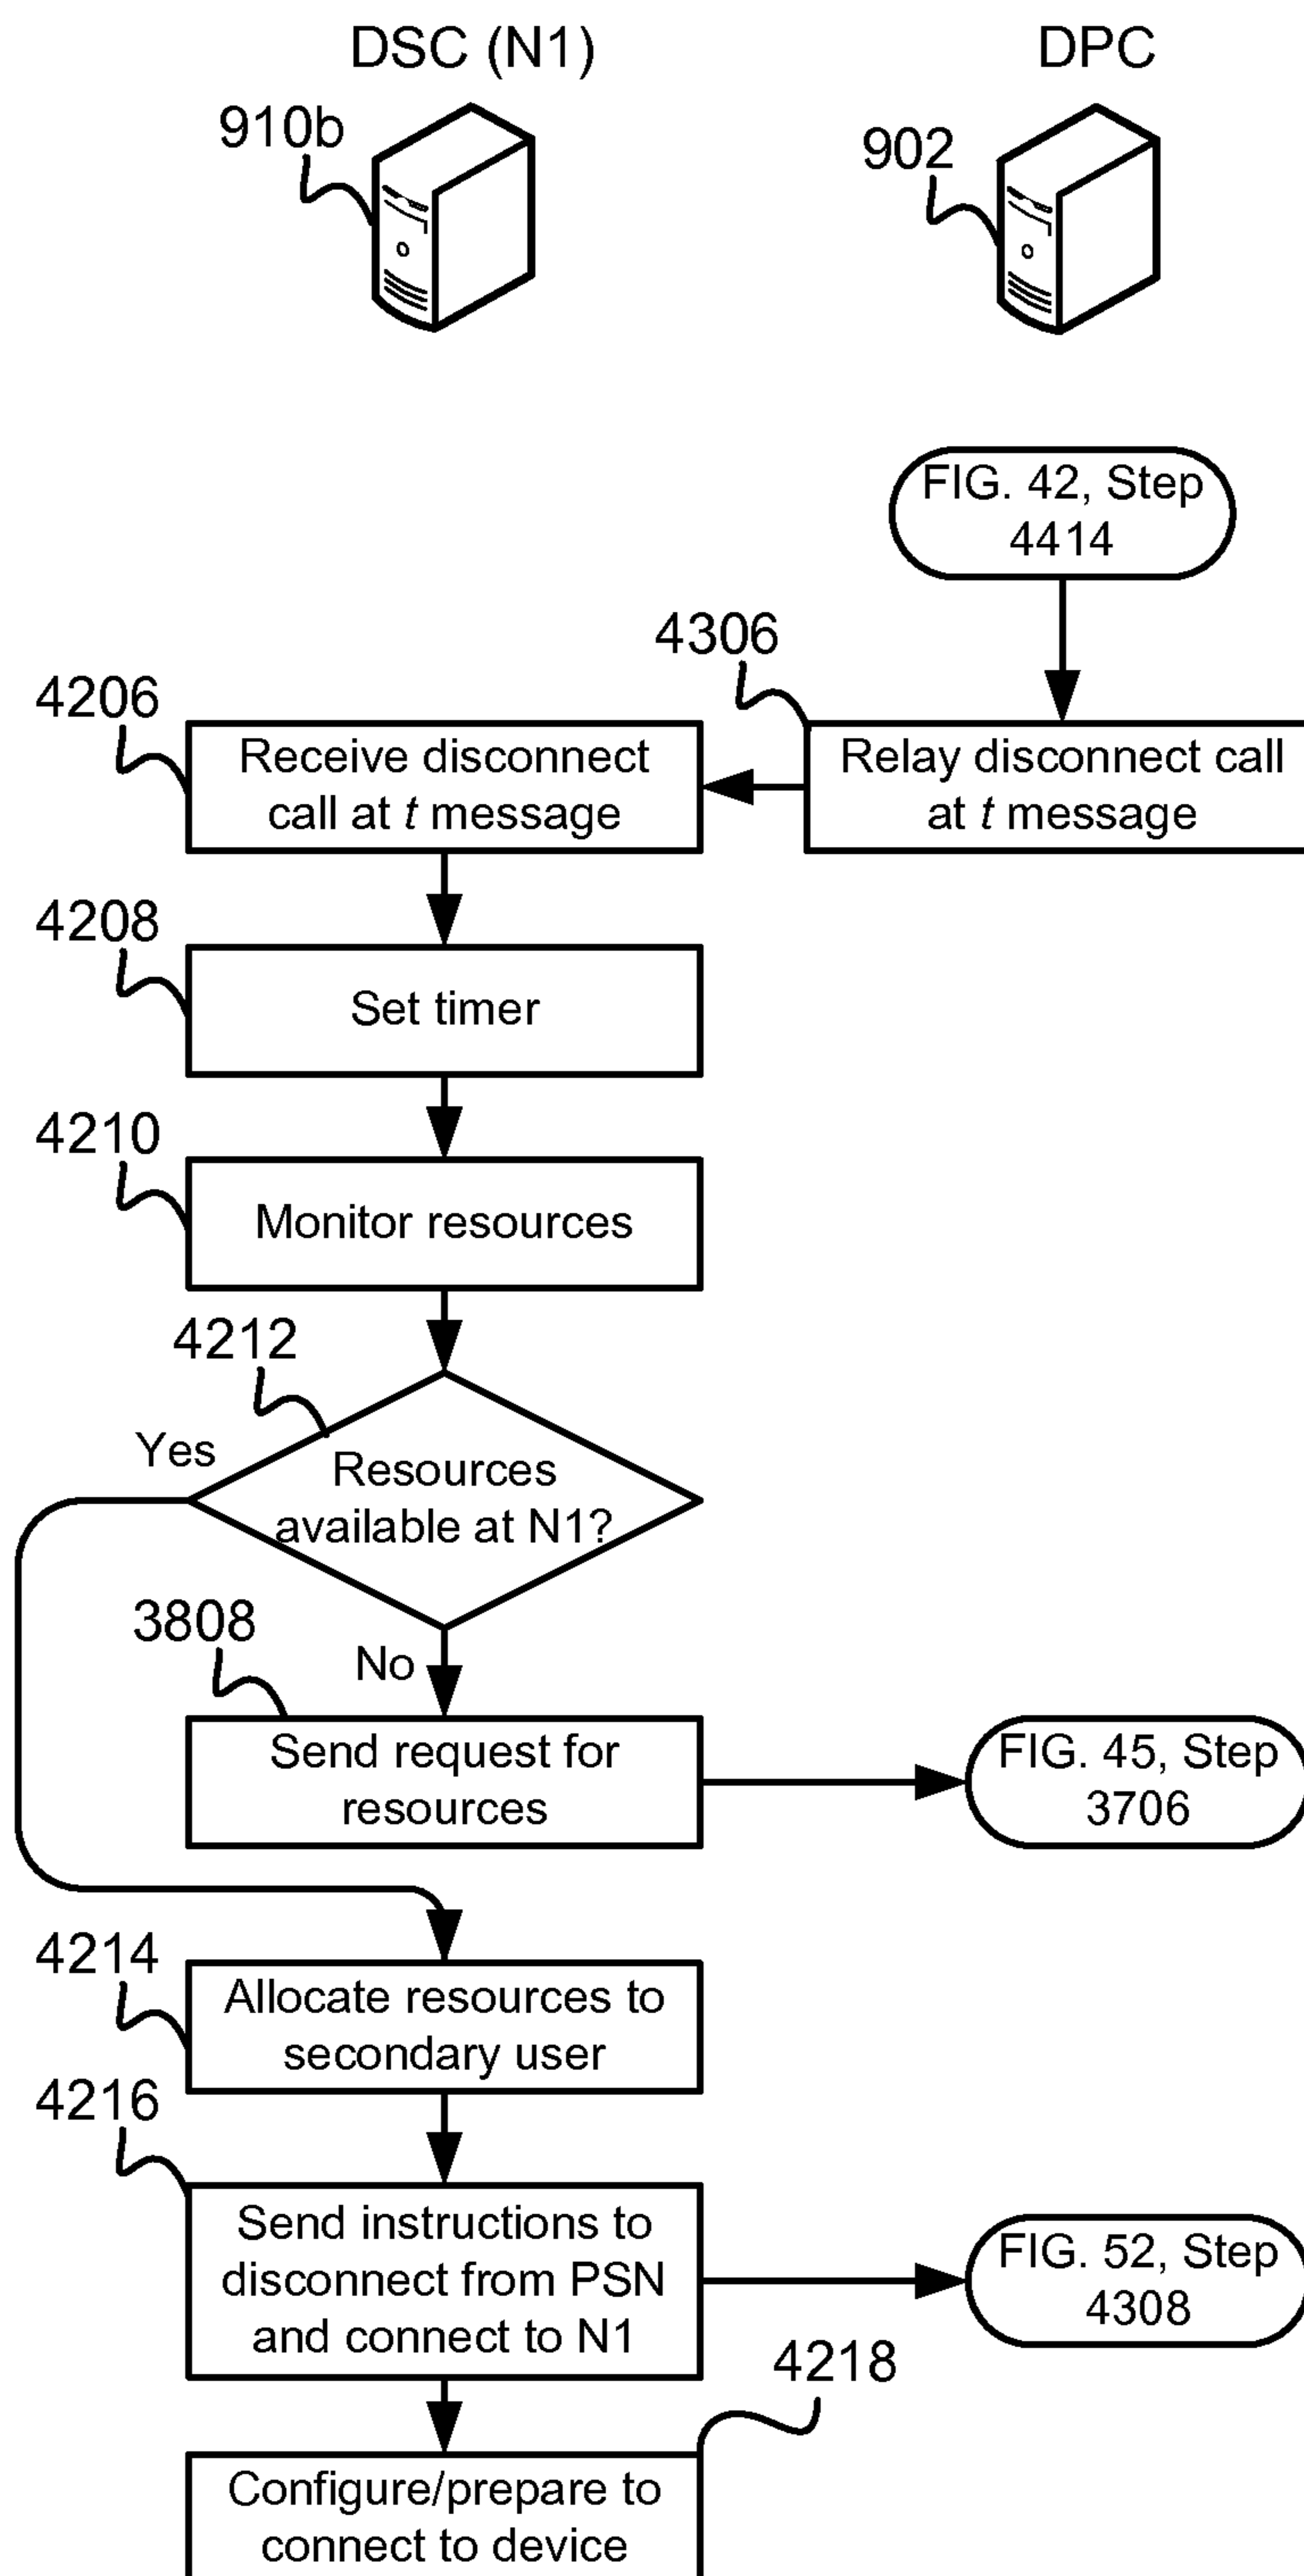 DSC (N1)
DPC
910b
902
FIG. 42, Step
4414
4306
4206
Receive disconnect
call at t message
Relay disconnect call
at t message
4208
Set timer
4210
Monitor resources
4212
Yes
Resources
available at N1?
3808
No
Send request for
resources
FIG. 45, Step
3706
4214
Allocate resources to
secondary user
4216
Send instructions to
disconnect from PSN
and connect to N1
FIG. 52, Step
4308
4218
Configure/prepare to
connect to device